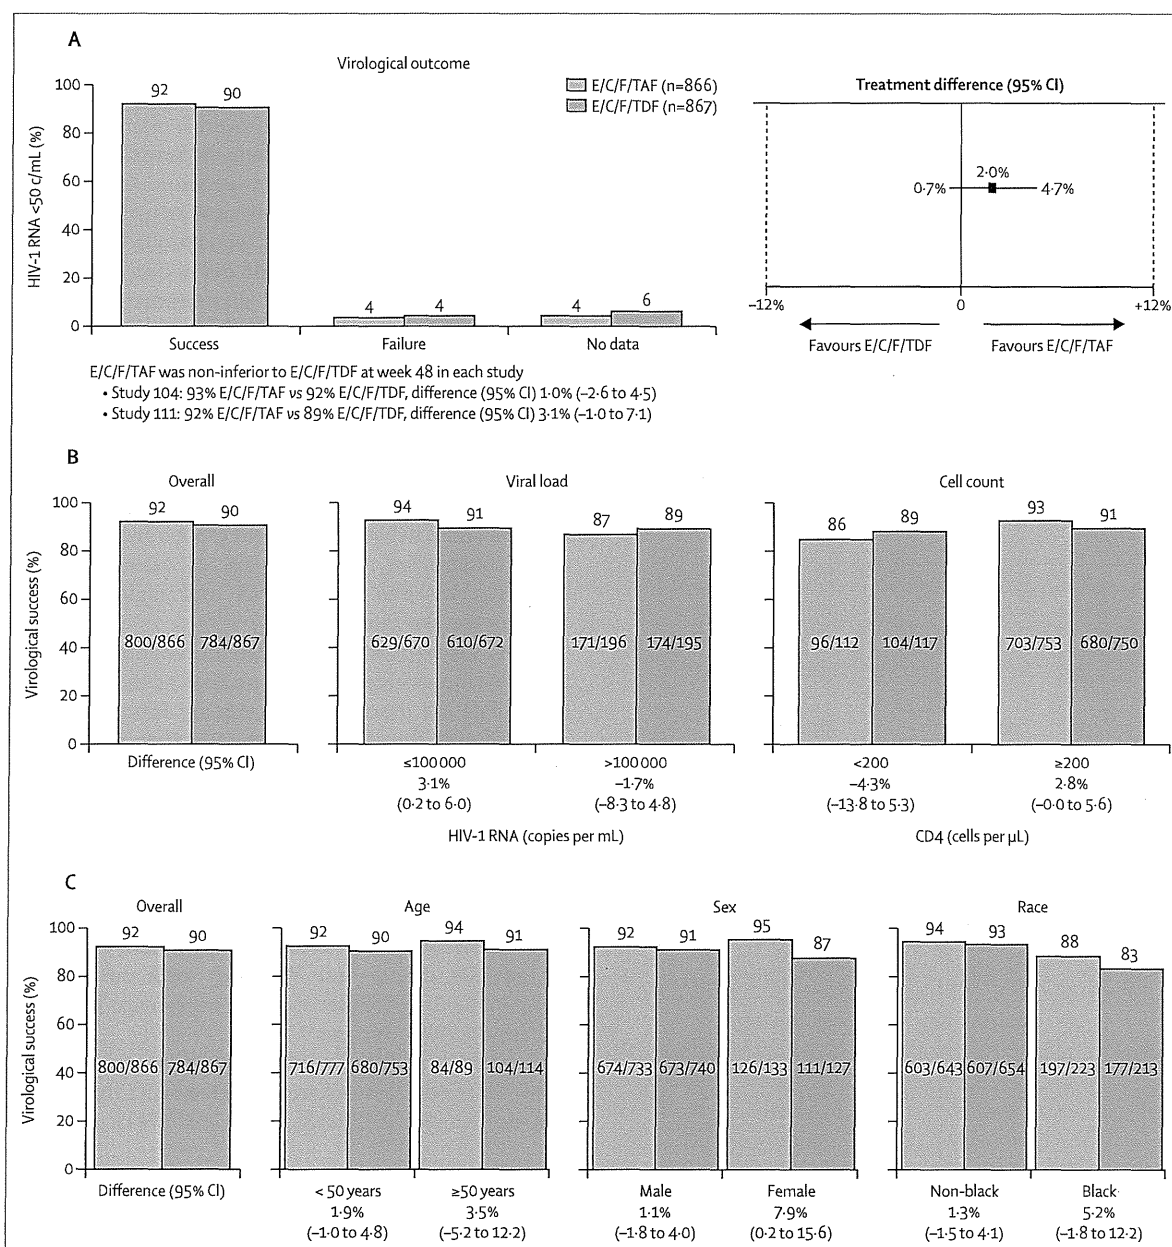 A
Virological outcome
HIV-1 RNA <50 c/mL (%)
100
80
60
40
20
0
92
90
4
4
4
6
Success
Failure
No data
E/C/F/TAF (n=866)
E/C/F/TDF (n=867)
Treatment difference (95% CI)
2·0%
0·7%
4·7%
–12%
0
+12%
Favours E/C/F/TDF
Favours E/C/F/TAF
E/C/F/TAF was non-inferior to E/C/F/TDF at week 48 in each study
• Study 104: 93% E/C/F/TAF vs 92% E/C/F/TDF, difference (95% CI) 1·0% (–2·6 to 4·5)
• Study 111: 92% E/C/F/TAF vs 89% E/C/F/TDF, difference (95% CI) 3·1% (–1·0 to 7·1)
B
Overall
Viral load
Cell count
Virological success (%)
100
80
60
40
20
0
92
90
94
91
87
89
86
89
93
91
800/866
784/867
629/670
610/672
171/196
174/195
96/112
104/117
703/753
680/750
Difference (95% CI)
≤100 000
3·1%
(0·2 to 6·0)
>100 000
–1·7%
(–8·3 to 4·8)
<200
–4·3%
(–13·8 to 5·3)
≥200
2·8%
(–0·0 to 5·6)
HIV-1 RNA (copies per mL)
CD4 (cells per µL)
C
Overall
Age
Sex
Race
Virological success (%)
100
80
60
40
20
0
92
90
92
90
94
91
92
91
95
87
94
93
88
83
800/866
784/867
716/777
680/753
84/89
104/114
674/733
673/740
126/133
111/127
603/643
607/654
197/223
177/213
Difference (95% CI)
< 50 years
1·9%
(–1·0 to 4·8)
≥50 years
3·5%
(–5·2 to 12·2)
Male
1·1%
(–1·8 to 4·0)
Female
7·9%
(0·2 to 15·6)
Non-black
1·3%
(–1·5 to 4·1)
Black
5·2%
(–1·8 to 12·2)